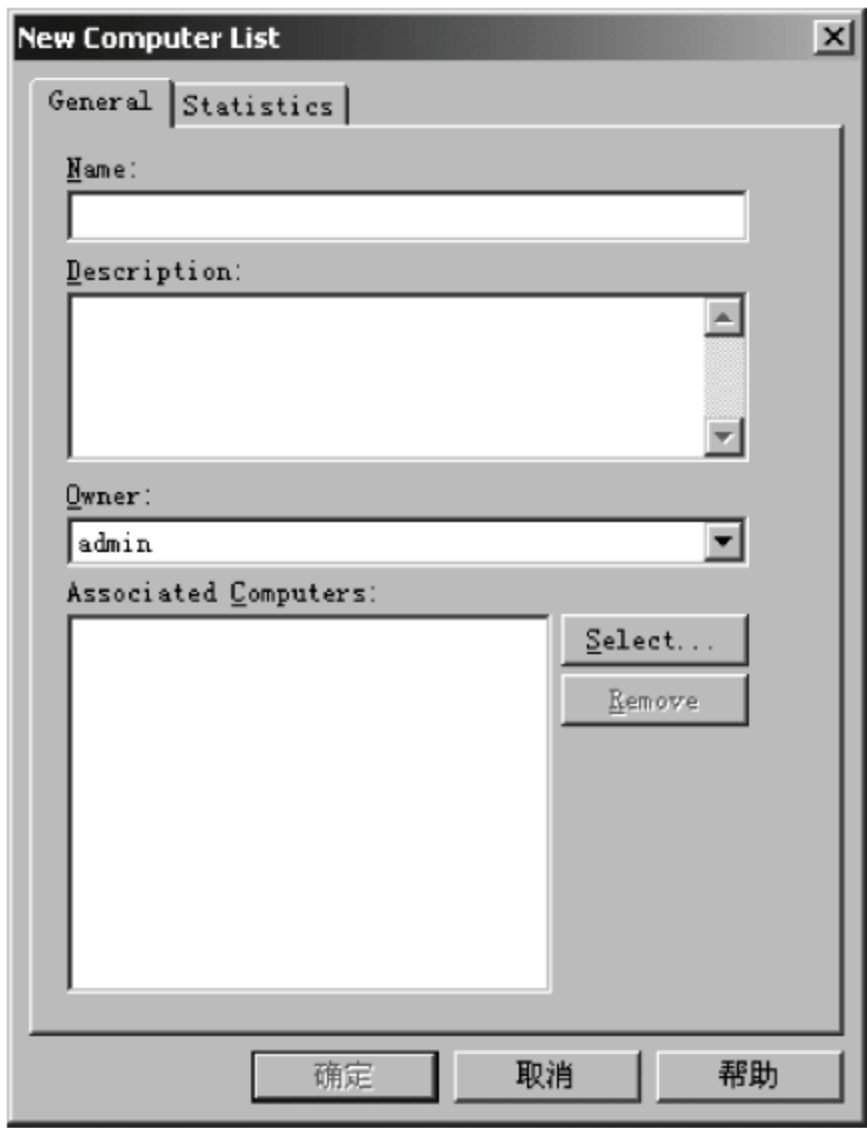 New Computer List
General Statistics
Name:
Description:
Owner:
admin
Associated Computers:
Select...
Remove
确定 取消 帮助